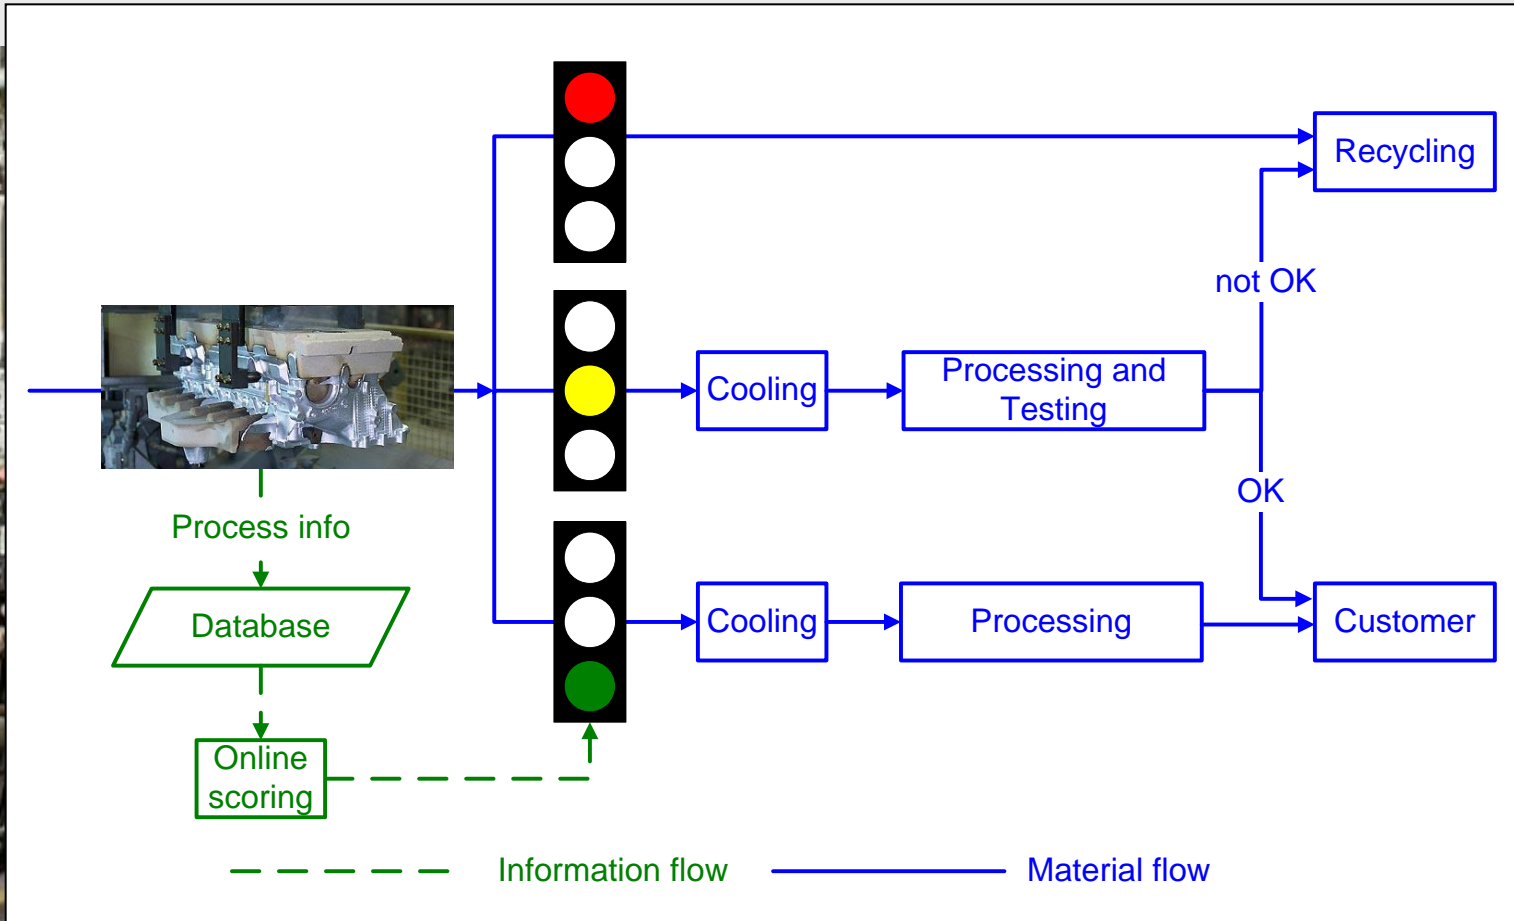 Recycling
not OK
Cooling
Processing and
Testing
OK
Process info
Database
Cooling
Processing
Customer
Online
scoring
Information flow
Material flow